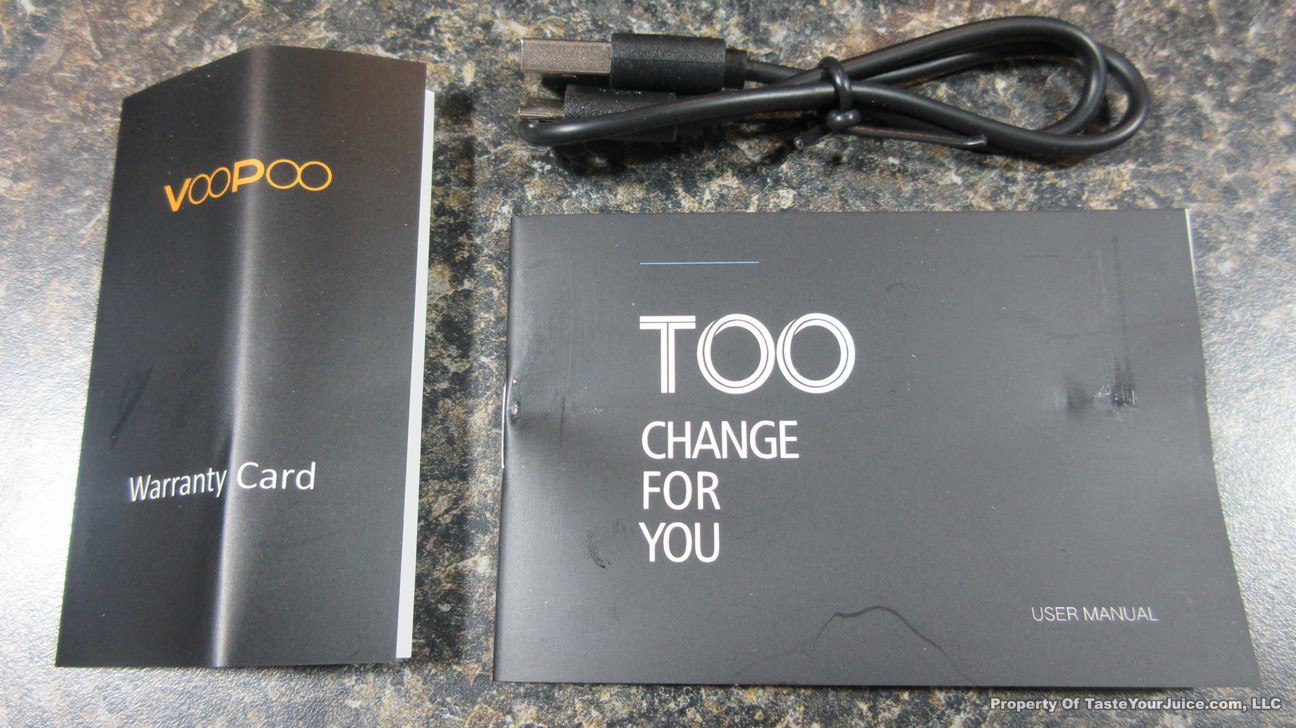 VOOPOO
Warranty Card
TOO
CHANGE
FOR
YOU
USER MANUAL
Property Of TasteYourJuice.com, LLC